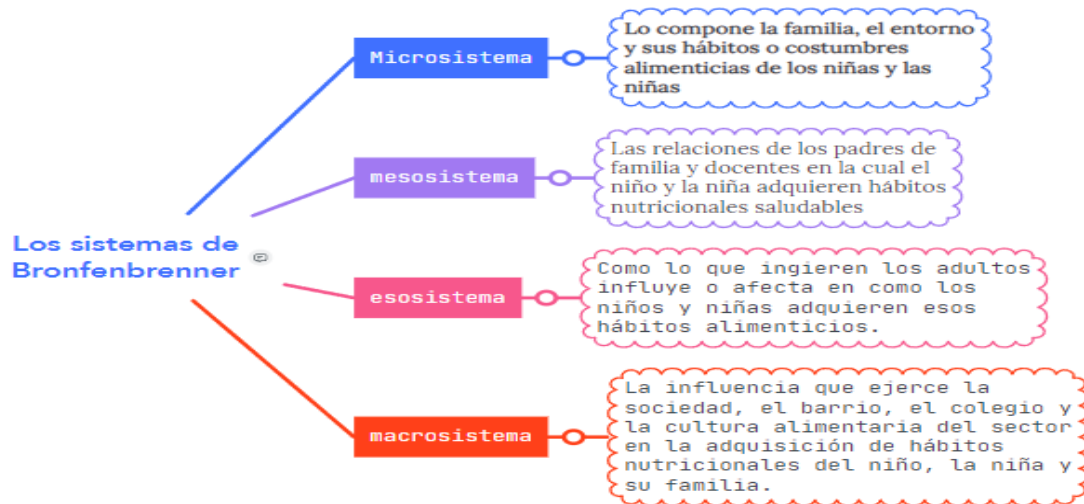 Los sistemas de
Bronfenbrenner
Microsistema
Lo compone la familia, el entorno
y sus hábitos o costumbres
alimenticias de los niñas y las
niñas
mesosistema
Las relaciones de los padres de
familia y docentes en la cual el
niño y la niña adquieren hábitos
nutricionales saludables
esosistema
Como lo que ingieren los adultos
influye o afecta en como los
niños y niñas adquieren esos
hábitos alimenticios.
macrosistema
La influencia que ejerce la
sociedad, el barrio, el colegio y
la cultura alimentaria del sector
en la adquisición de hábitos
nutricionales del niño, la niña y
su familia.